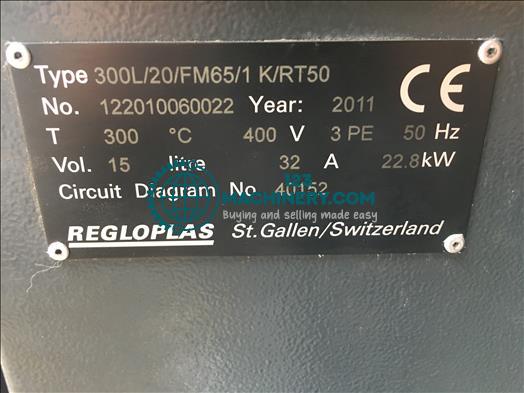 Type 300L/20/FM65/1 K/RT50
CE
No. 122010060022 Year: 2011
T 300 °C 400 V 3 PE 50 Hz
Vol. 15 litre 32 A 22.8 kW
Circuit Diagram No. 40152
123
MACHINERY.COM
Buying and selling made easy
REGLOPLAS St.Gallen/Switzerland